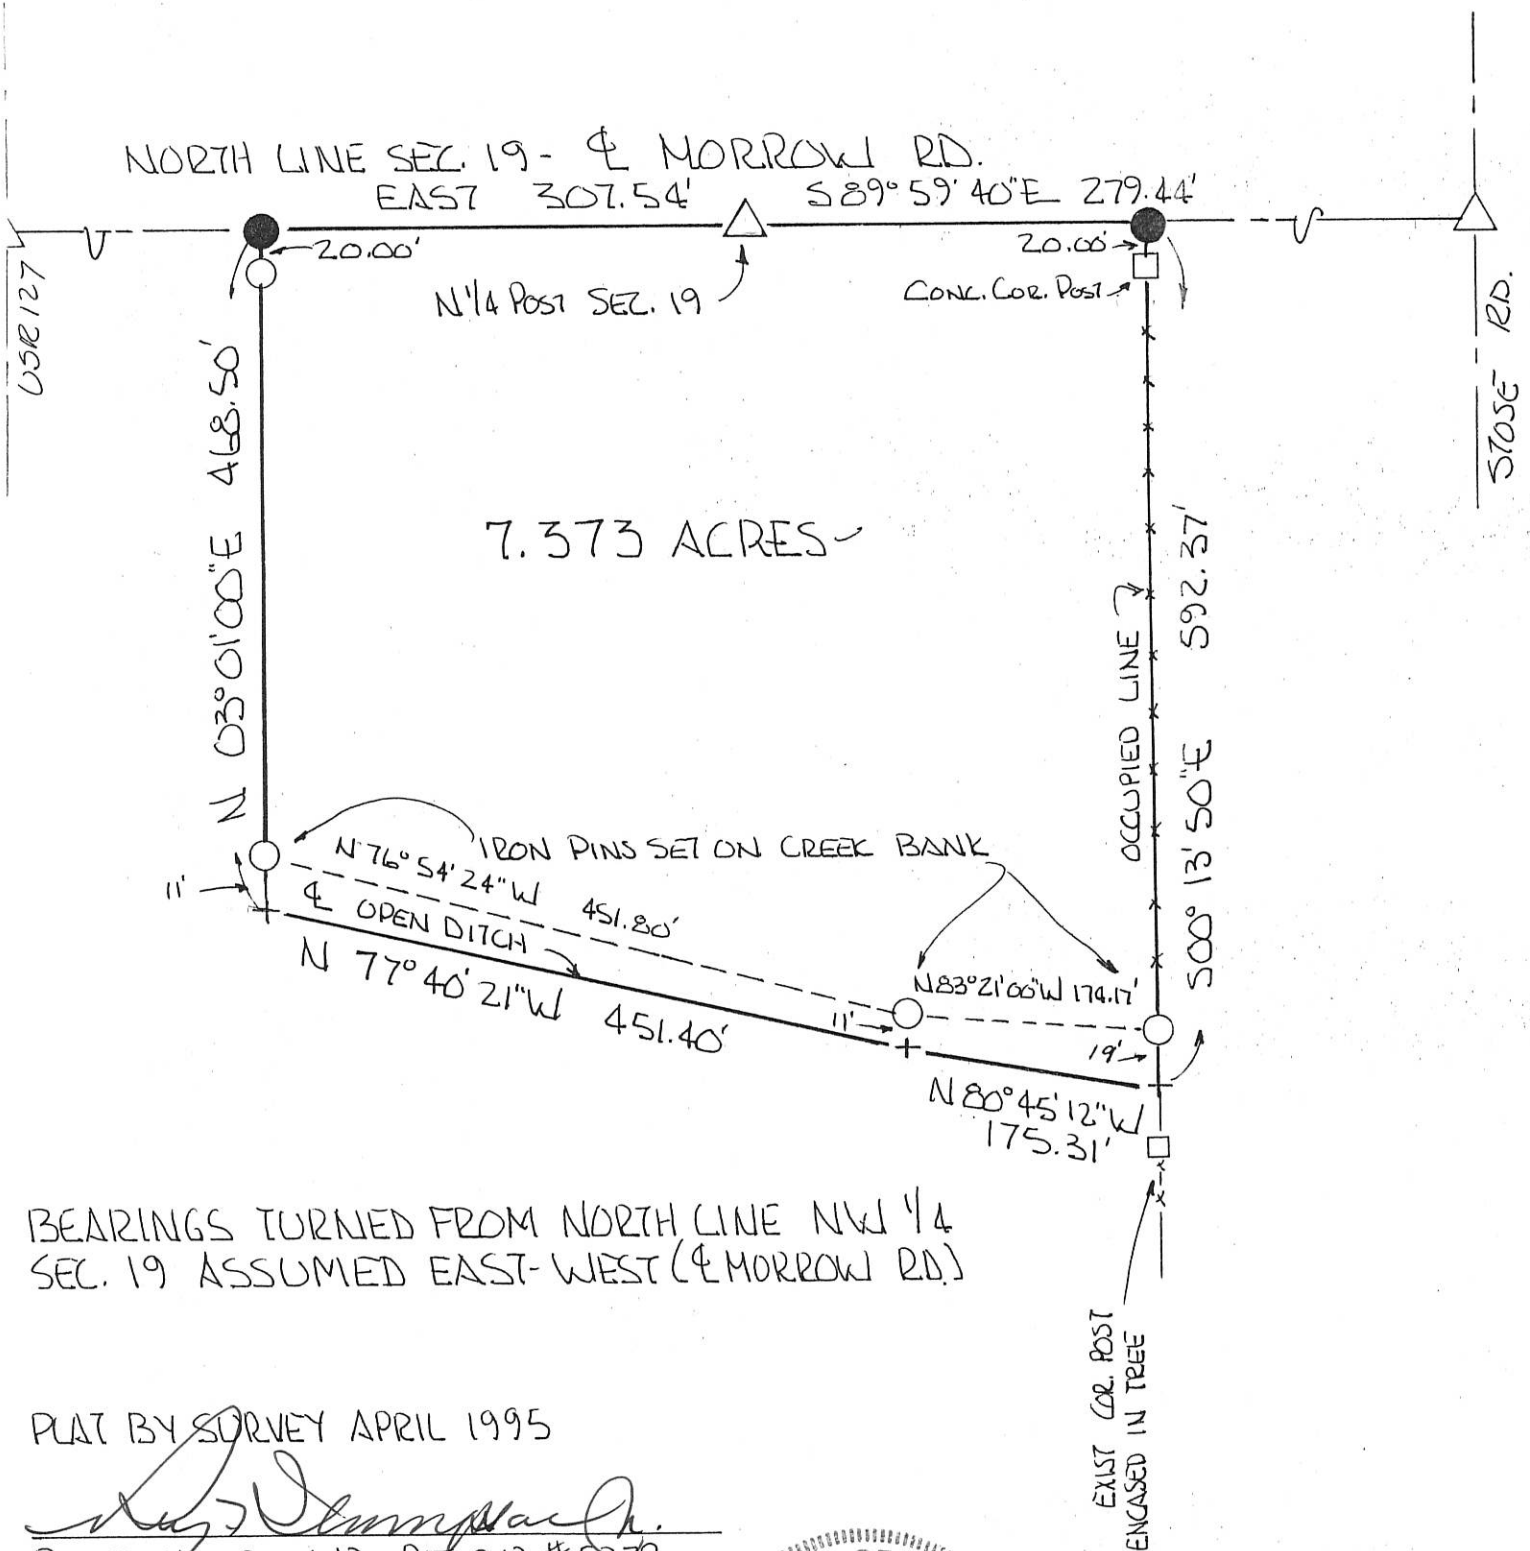 NORTH LINE SEC. 19 - ℄ MORROW RD.
EAST 307.54' S89°59'40"E 279.44'
20.00'
20.00'
N 1/4 POST SEC. 19
CONC. COR. POST
USR 127
STOSE RD.
N 03°01'00"E 468.50'
7.373 ACRES
OCCUPIED LINE
S00°13'50"E 592.37'
IRON PINS SET ON CREEK BANK
N 76°54'24"W 451.80'
11'
℄ OPEN DITCH
N 77°40'21"W 451.40'
N83°21'00"W 174.17'
11'
19'
N 80°45'12"W
175.31'
BEARINGS TURNED FROM NORTH LINE NW 1/4
SEC. 19 ASSUMED EAST-WEST (℄ MORROW RD.)
EXIST COR. POST
ENCASED IN TREE
PLAT BY SURVEY APRIL 1995